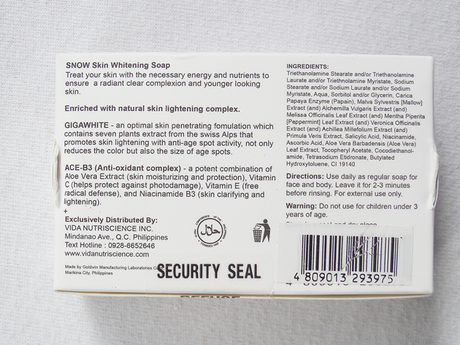 SNOW Skin Whitening Soap
Treat your skin with the necessary energy and nutrients to
ensure a radiant clear complexion and younger looking
skin.
Enriched with natural skin lightening complex.
GIGAWHITE - an optimal skin penetrating fomulation which
contains seven plants extract from the swiss Alps that
promotes skin lightening with anti-age spot activity, not only
reduces the color but also the size of age spots.
ACE-B3 (Anti-oxidant complex) - a potent combination of
Aloe Vera Extract (skin moisturizing and protection), Vitamin
C (helps protect against photodamage), Vitamin E (free
radical defense), and Niacinamide B3 (skin clarifying and
lightening).
+
Exclusively Distributed By:
VIDA NUTRISCIENCE INC.
Mindanao Ave., Q.C. Philippines
Text Hotline : 0928-6652646
www.vidanutriscience.com
Made by Goldwin Manufacturing Laboratories
Marikina City, Philippines
حلال
SECURITY SEAL
INGREDIENTS:
Triethanolamine Stearate and/or Triethanolamine
Laurate and/or Triethnolmine Myristate, Sodium
Stearate and/or Sodium Laurate and/or Sodium
Myristate, Aqua, Sorbitol and/or Glycerin, Carica
Papaya Enzyme (Papain), Malva Sylvestris [Mallow]
Extract (and) Alchemilla Vulgaris Extract (and)
Melissa Officinalis Leaf Extract (and) Mentha Piperita
[Peppermint] Leaf Extract (and) Veronica Officinalis
Extract (and) Achillea Millefolium Extract (and)
Primula Veris Extract, Salicylic Acid, Niacinamide,
Ascorbic Acid, Aloe Vera Barbadensis (Aloe Vera)
Leaf Extract, Tocopheryl Acetate, Cocodiethanol-
amide, Tetrasodium Etidronate, Butylated
Hydroxytoluene, CI 19140
Directions: Use daily as regular soap for
face and body. Leave it for 2-3 minutes
before rinsing. For external use only.
Warning: Do not use for children under 3
years of age.
4 809013 293975